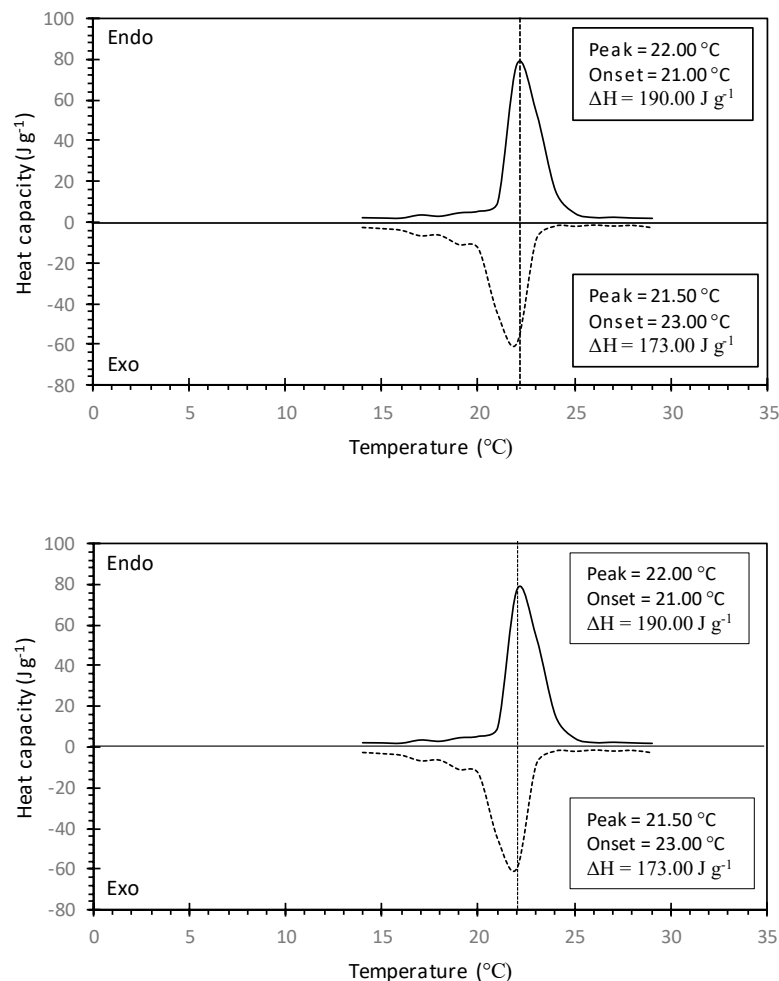 100
80
60
40
20
0
-20
-40
-60
-80
Heat capacity (J g-1)
Endo
Peak = 22.00 °C
Onset = 21.00 °C
ΔH = 190.00 J g-1
Peak = 21.50 °C
Onset = 23.00 °C
ΔH = 173.00 J g-1
Exo
0 5 10 15 20 25 30 35
Temperature (°C)
100
80
60
40
20
0
-20
-40
-60
-80
Heat capacity (J g-1)
Endo
Peak = 22.00 °C
Onset = 21.00 °C
ΔH = 190.00 J g-1
Peak = 21.50 °C
Onset = 23.00 °C
ΔH = 173.00 J g-1
Exo
0 5 10 15 20 25 30 35
Temperature (°C)